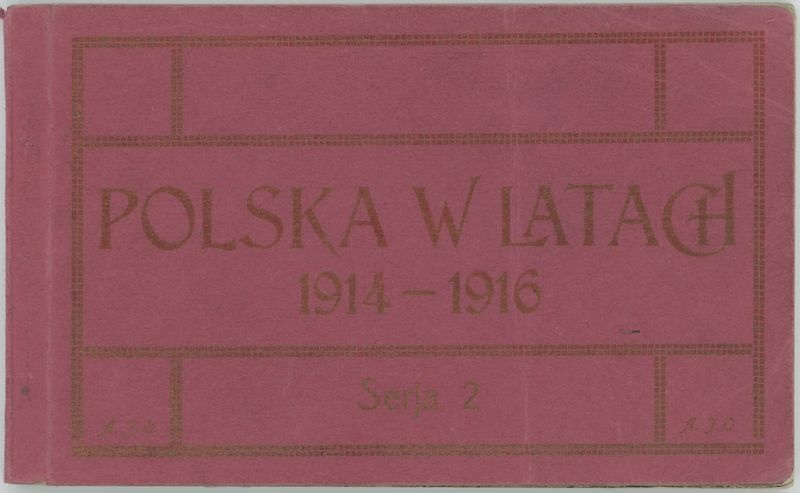 POLSKA W LATACH
1914 – 1916
Serja 2
A. J. O. A. J. O.